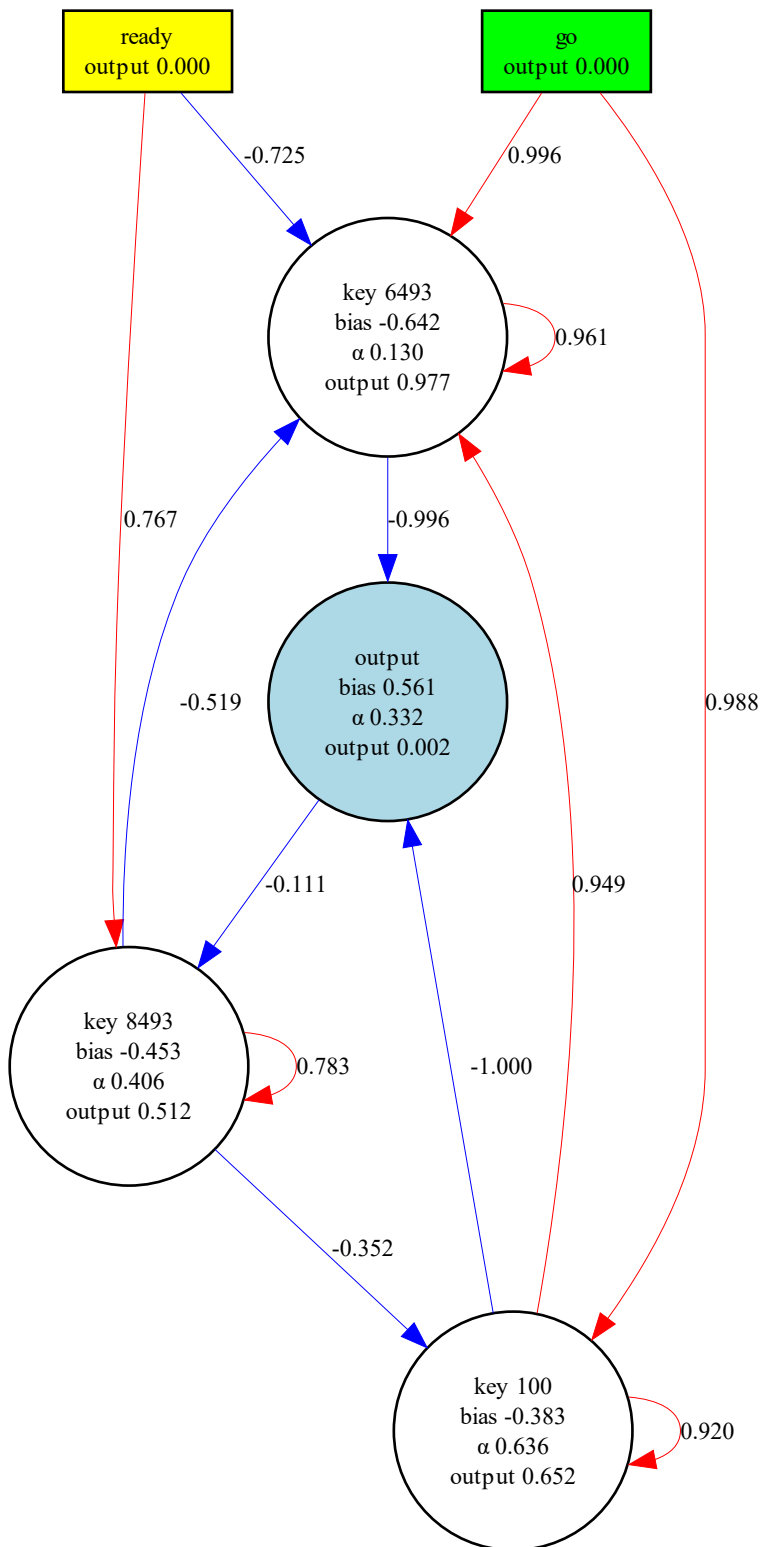 ready
output 0.000
go
output 0.000
-0.725
0.996
key 6493
bias -0.642
α 0.130
output 0.977
0.961
0.767
-0.996
output
bias 0.561
α 0.332
output 0.002
-0.519
0.988
-0.111
0.949
key 8493
bias -0.453
α 0.406
output 0.512
0.783
-1.000
-0.352
key 100
bias -0.383
α 0.636
output 0.652
0.920